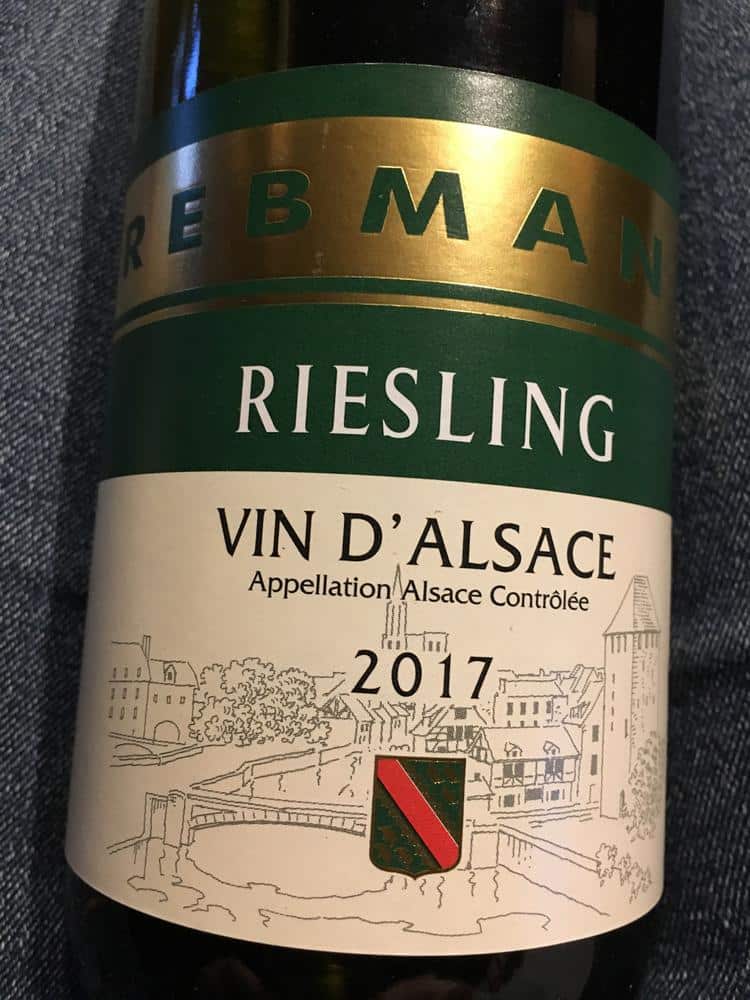 REBMAN
RIESLING
VIN D'ALSACE
Appellation Alsace Contrôlée
2017